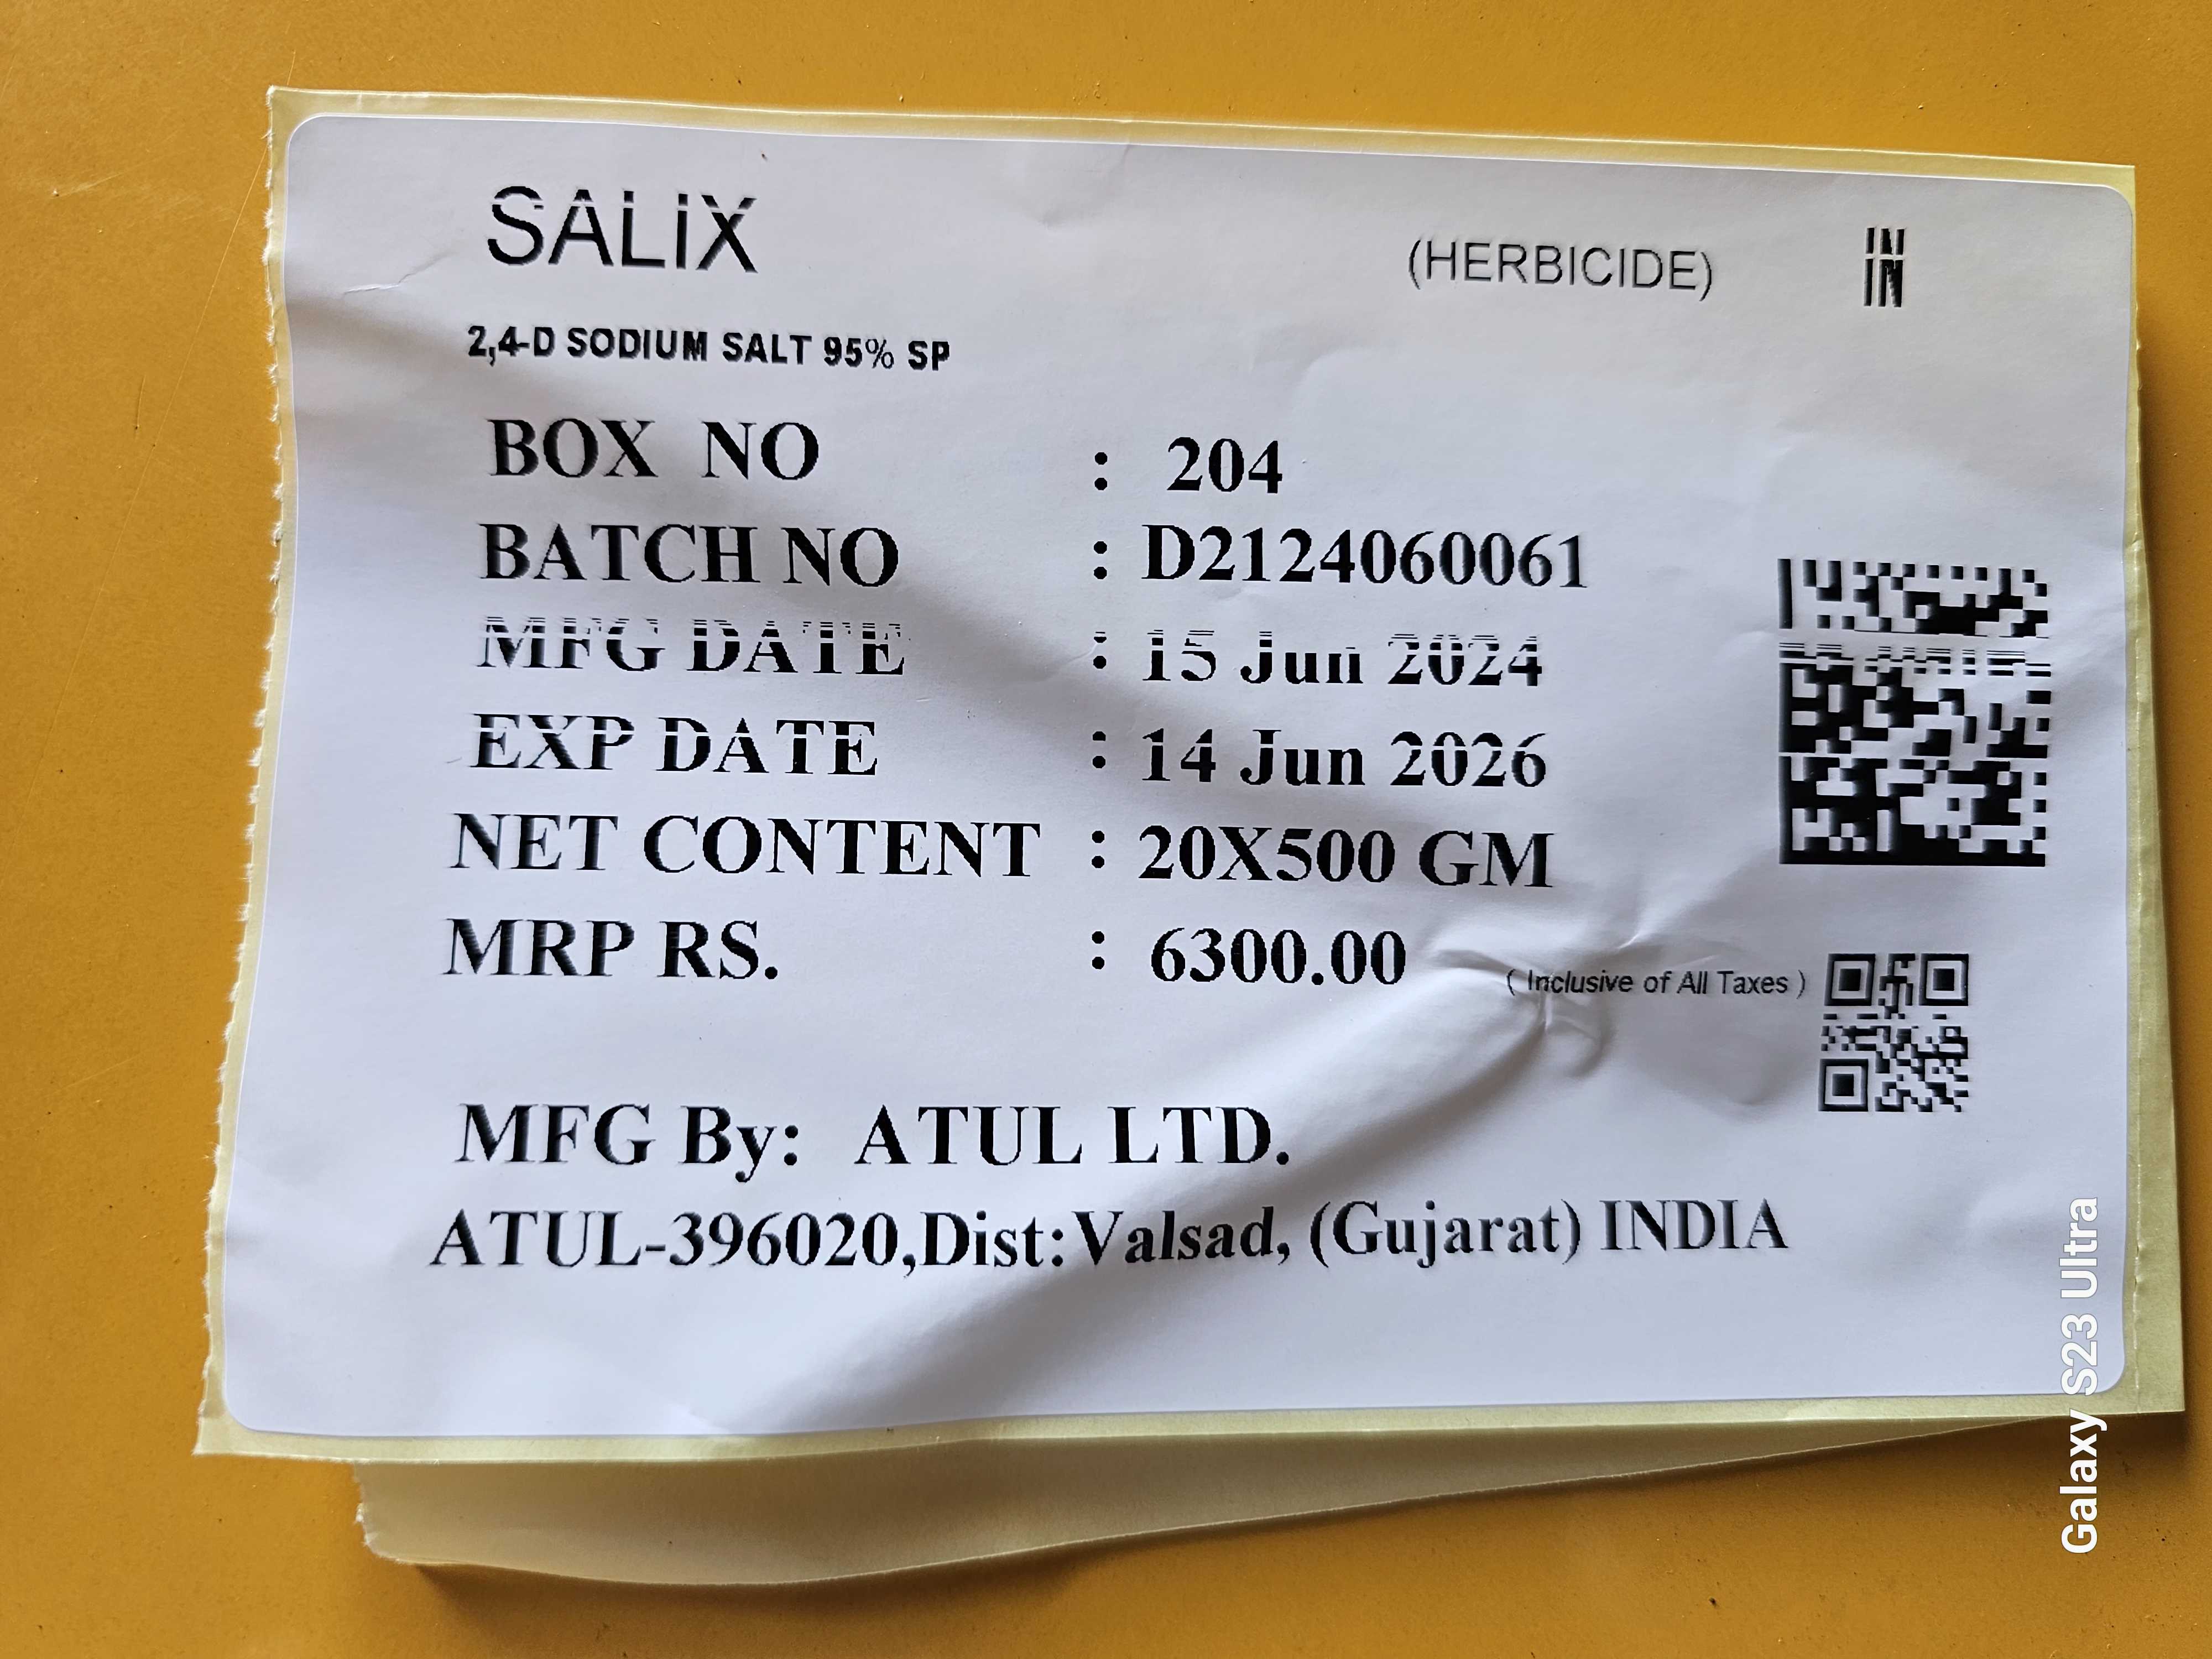 SALiX (HERBICIDE) IN IN
2,4-D SODIUM SALT 95% SP
BOX NO : 204
BATCH NO : D2124060061
MFG DATE : 15 Jun 2024
EXP DATE : 14 Jun 2026
NET CONTENT : 20X500 GM
MRP RS. : 6300.00 ( Inclusive of All Taxes )
MFG By: ATUL LTD.
ATUL-396020,Dist:Valsad, (Gujarat) INDIA
Galaxy S23 Ultra